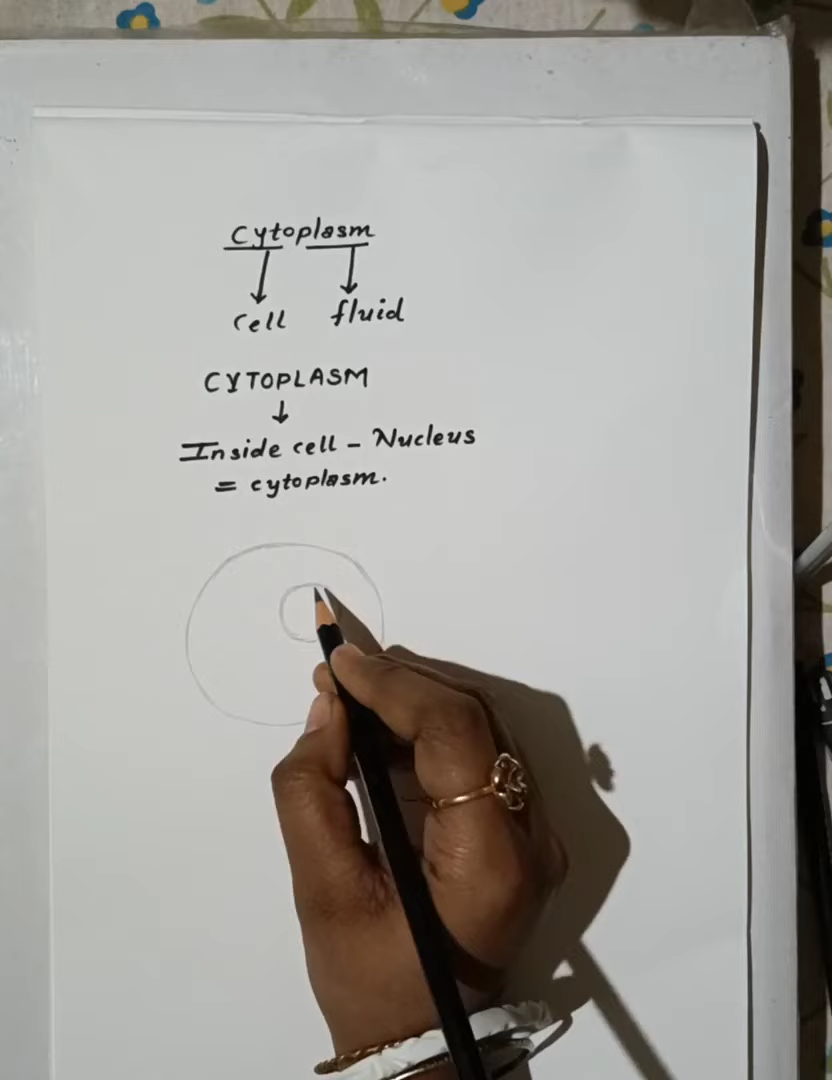 Cytoplasm
↓ ↓
cell fluid
CYTOPLASM
↓
Inside cell - Nucleus
= cytoplasm.